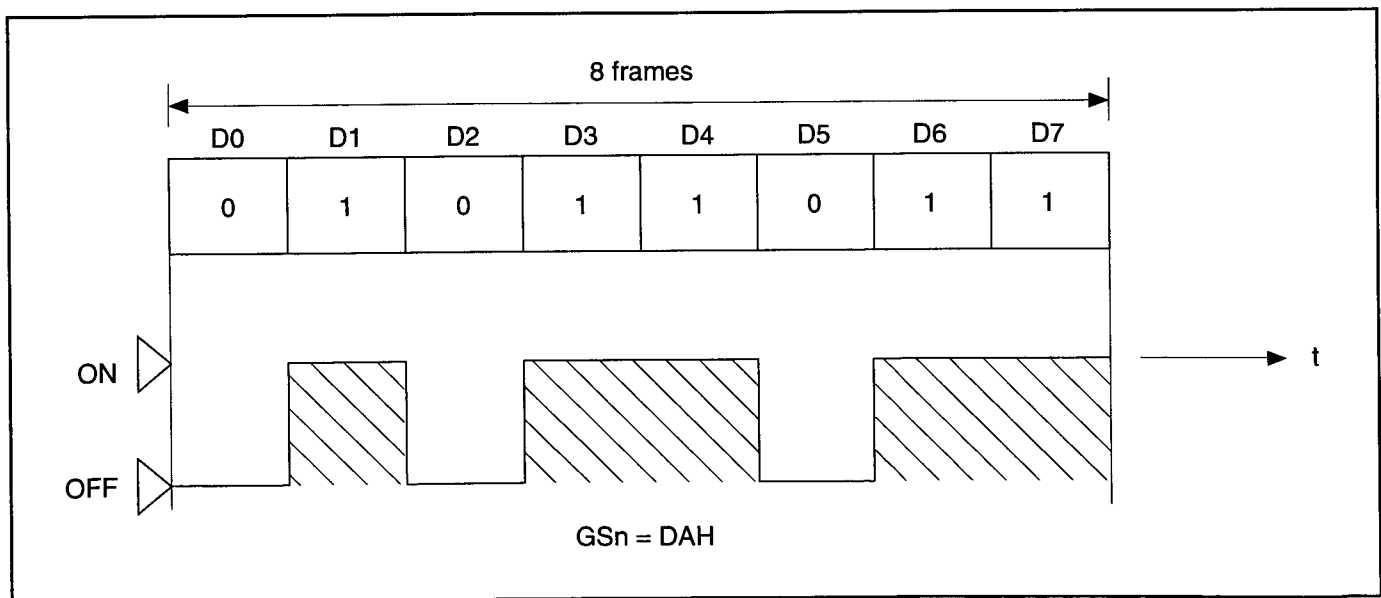 8 frames
D0 D1 D2 D3 D4 D5 D6 D7
0 1 0 1 1 0 1 1
ON
t
OFF
GSn = DAH